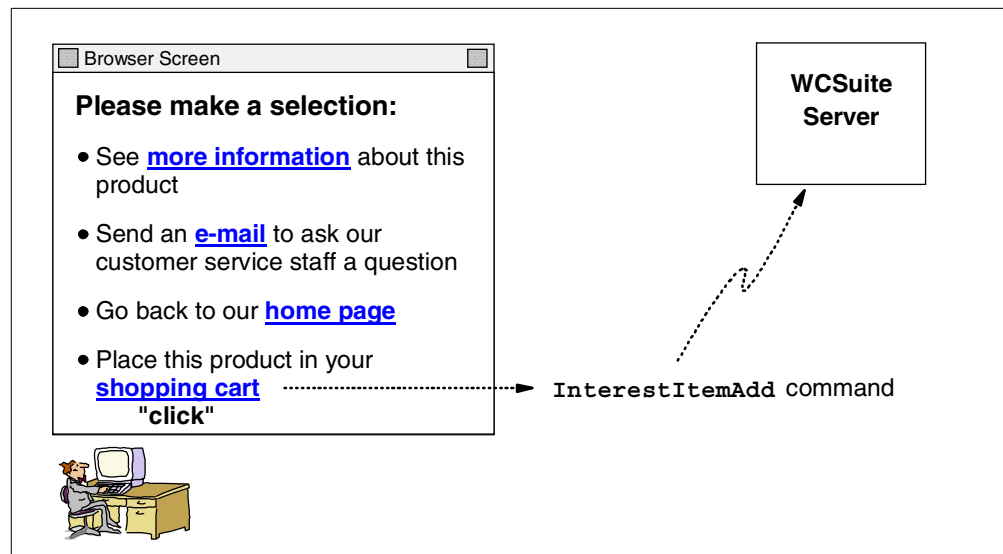 Browser Screen
Please make a selection:
• See more information about this
product
• Send an e-mail to ask our
customer service staff a question
• Go back to our home page
• Place this product in your
shopping cart
"click"
InterestItemAdd command
WCSuite
Server